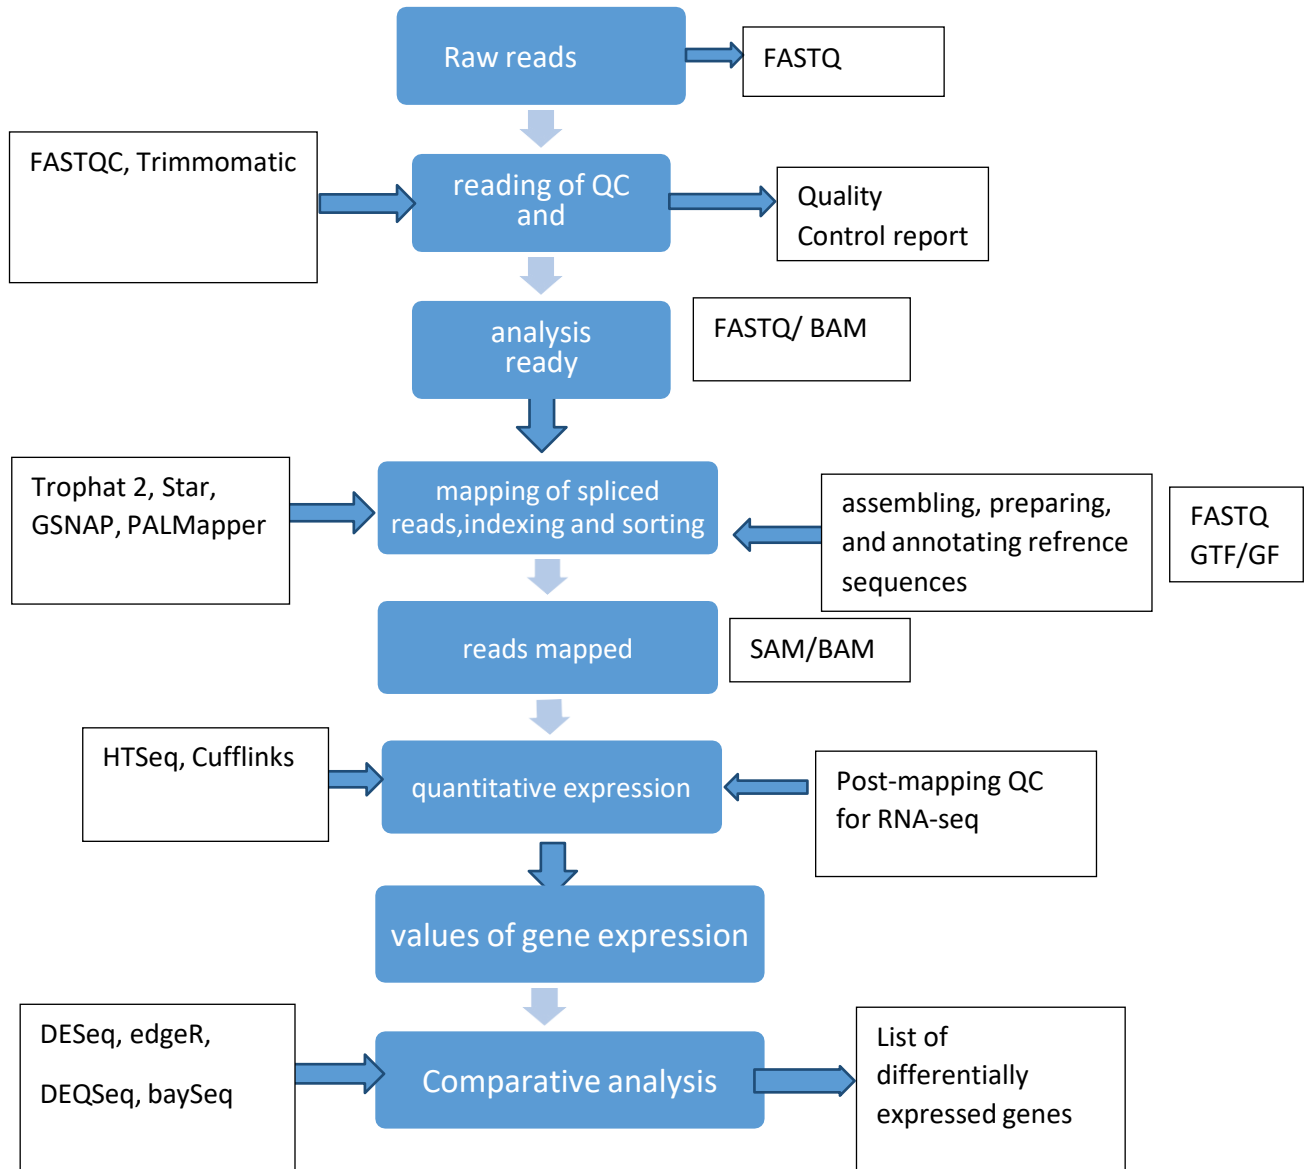 Raw reads
FASTQ
FASTQC, Trimmomatic
reading of QC
and
Quality
Control report
analysis
ready
FASTQ/ BAM
Trophat 2, Star,
GSNAP, PALMapper
mapping of spliced
reads,indexing and sorting
assembling, preparing,
and annotating refrence
sequences
FASTQ
GTF/GF
reads mapped
SAM/BAM
HTSeq, Cufflinks
quantitative expression
Post-mapping QC
for RNA-seq
values of gene expression
DESeq, edgeR,
DEQSeq, baySeq
Comparative analysis
List of
differentially
expressed genes